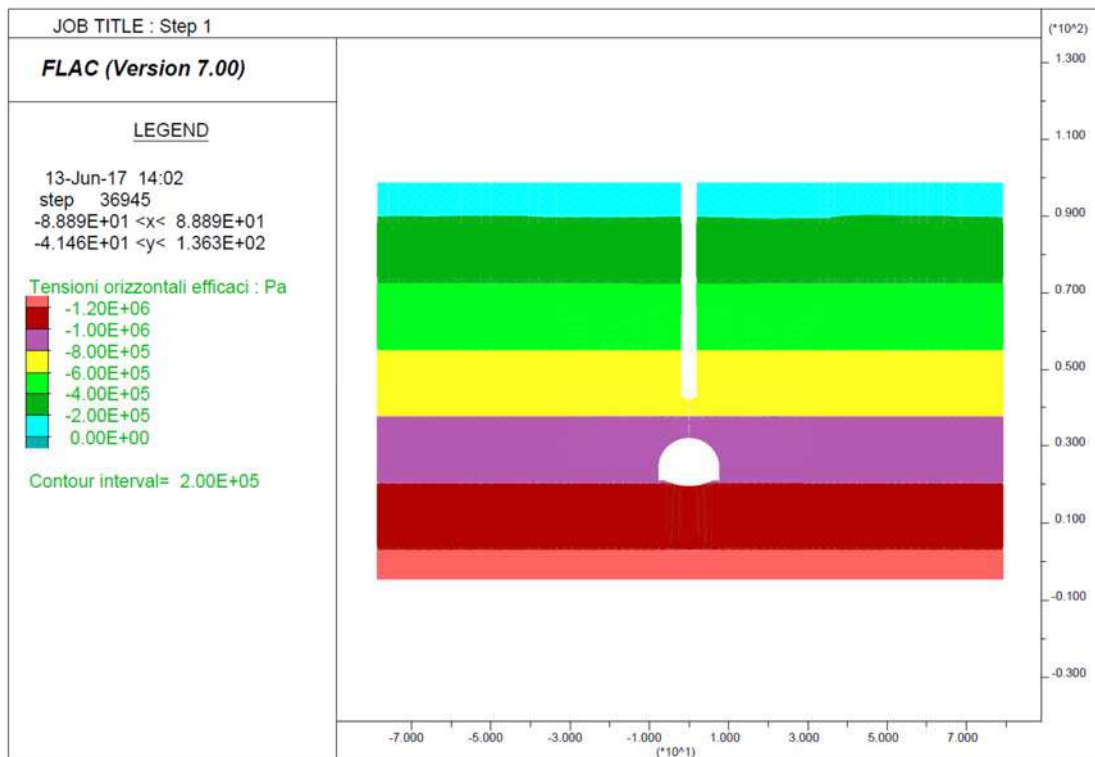 JOB TITLE : Step 1
FLAC (Version 7.00)
LEGEND
13-Jun-17 14:02
step 36945
-8.889E+01 <x< 8.889E+01
-4.146E+01 <y< 1.363E+02
Tensioni orizzontali efficaci : Pa
-1.20E+06
-1.00E+06
-8.00E+05
-6.00E+05
-4.00E+05
-2.00E+05
0.00E+00
Contour interval= 2.00E+05
(*10^2)
1.300
1.100
0.900
0.700
0.500
0.300
0.100
-0.100
-0.300
-7.000 -5.000 -3.000 -1.000 1.000 3.000 5.000 7.000
(*10^1)